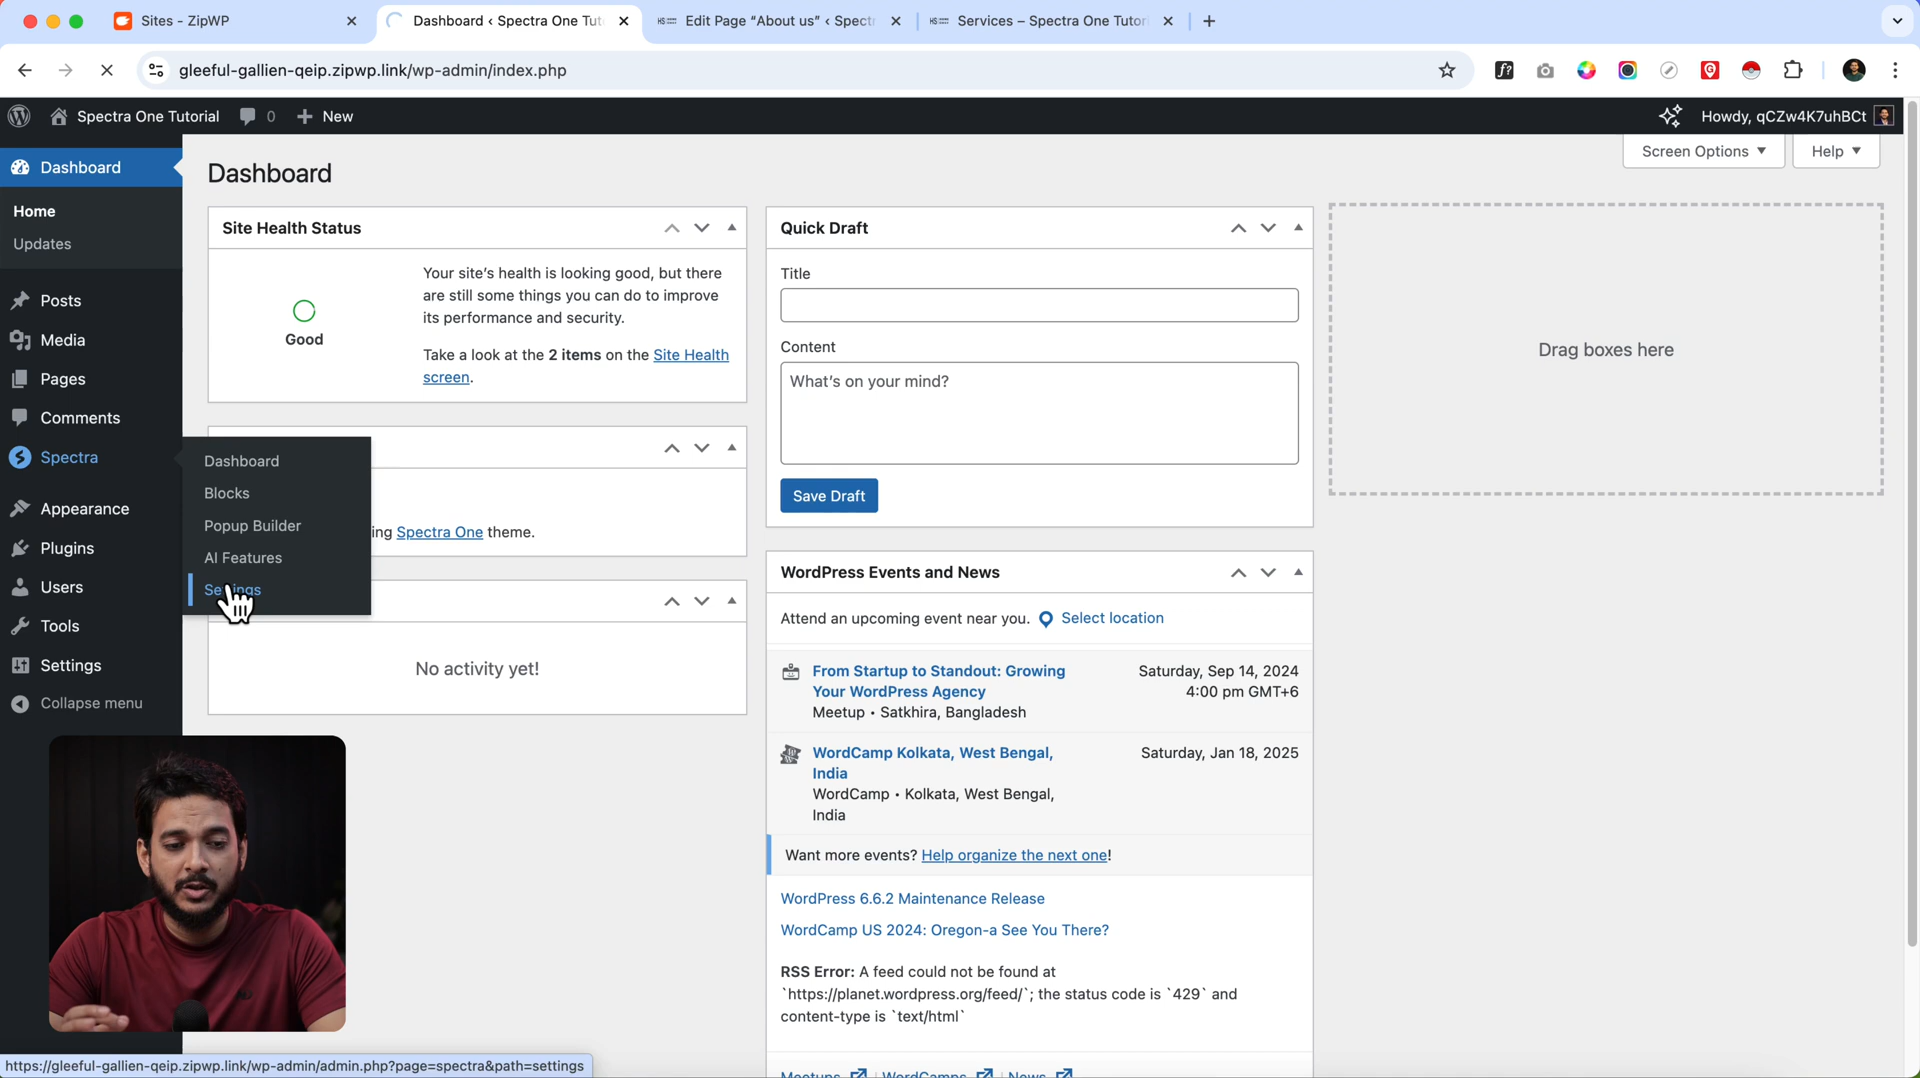 Sites - ZipWP
Dashboard ‹ Spectra One Tut
Edit Page “About us” ‹ Spect
Services – Spectra One Tutor
gleeful-gallien-qeip.zipwp.link/wp-admin/index.php
Spectra One Tutorial
0
New
Howdy, qCZw4K7uhBCt
Screen Options
Help
Dashboard
Home
Updates
Posts
Media
Pages
Comments
Spectra
Appearance
Plugins
Users
Tools
Settings
Collapse menu
Dashboard
Blocks
Popup Builder
AI Features
Dashboard
Site Health Status
Good
Your site’s health is looking good, but there
are still some things you can do to improve
its performance and security.
Take a look at the 2 items on the Site Health
screen.
ing Spectra One theme.
No activity yet!
Quick Draft
Title
Content
What’s on your mind?
Save Draft
WordPress Events and News
Attend an upcoming event near you. Select location
From Startup to Standout: Growing
Your WordPress Agency
Meetup • Satkhira, Bangladesh
Saturday, Sep 14, 2024
4:00 pm GMT+6
WordCamp Kolkata, West Bengal,
India
WordCamp • Kolkata, West Bengal,
India
Saturday, Jan 18, 2025
Want more events? Help organize the next one!
WordPress 6.6.2 Maintenance Release
WordCamp US 2024: Oregon-a See You There?
RSS Error: A feed could not be found at
`https://planet.wordpress.org/feed/`; the status code is `429` and
content-type is `text/html`
Meetups | WordCamps | News
Drag boxes here
https://gleeful-gallien-qeip.zipwp.link/wp-admin/admin.php?page=spectra&path=settings